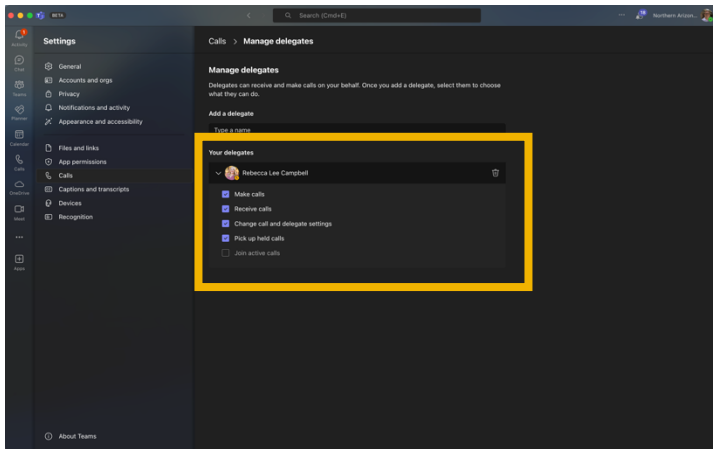 BETA
Search (Cmd+E)
Northern Arizon...
Activity
Chat
Teams
Planner
Calendar
Calls
OneDrive
Meet
Apps
Settings
General
Accounts and orgs
Privacy
Notifications and activity
Appearance and accessibility
Files and links
App permissions
Calls
Captions and transcripts
Devices
Recognition
About Teams
Calls > Manage delegates
Manage delegates
Delegates can receive and make calls on your behalf. Once you add a delegate, select them to choose
what they can do.
Add a delegate
Type a name
Your delegates
Rebecca Lee Campbell
Make calls
Receive calls
Change call and delegate settings
Pick up held calls
Join active calls